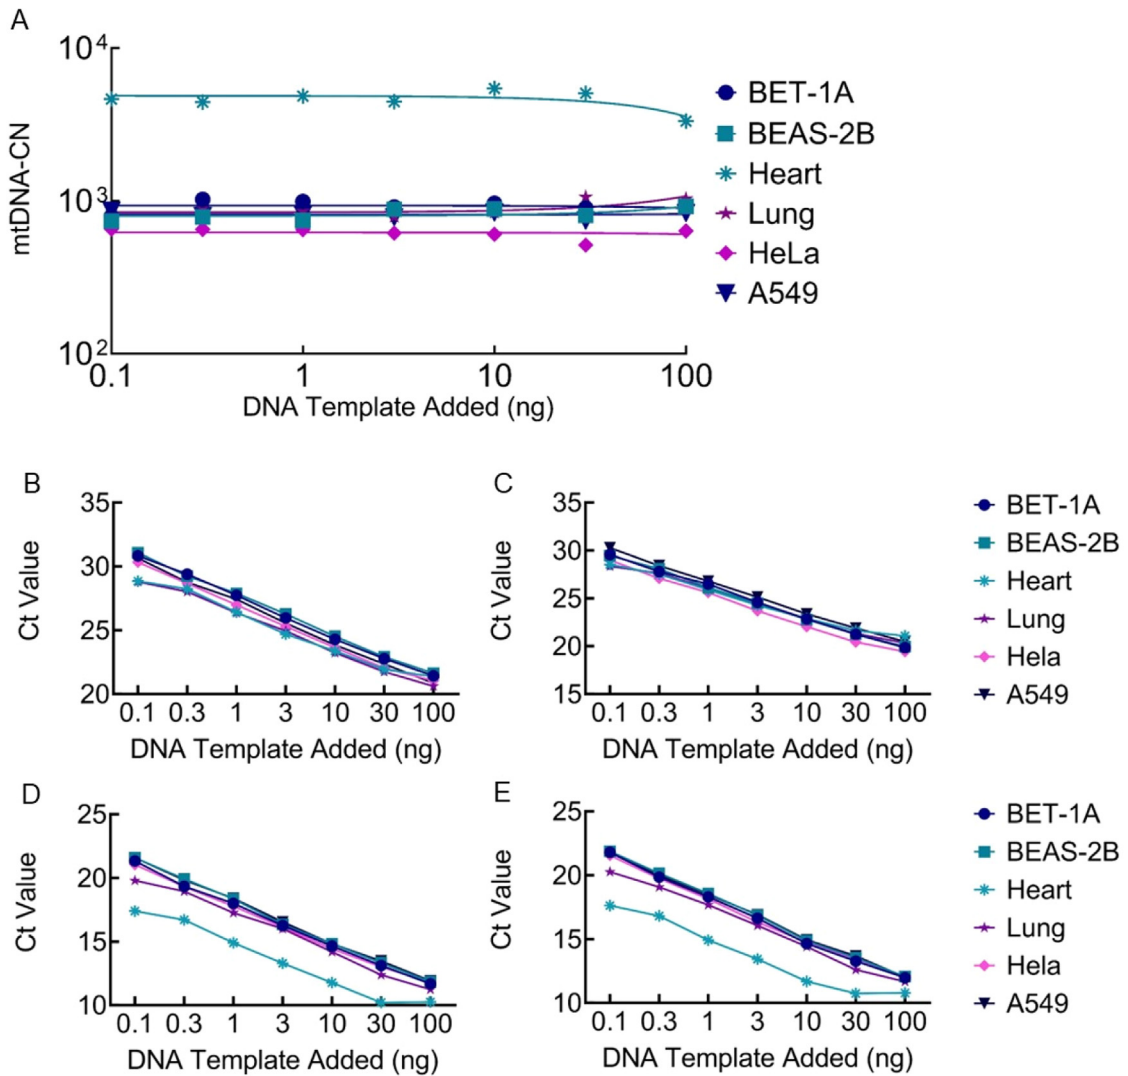 A
10⁴
10³
10²
mtDNA-CN
0.1 1 10 100
DNA Template Added (ng)
BET-1A
BEAS-2B
Heart
Lung
HeLa
A549
B
35
30
25
20
Ct Value
0.1 0.3 1 3 10 30 100
DNA Template Added (ng)
C
35
30
25
20
15
Ct Value
0.1 0.3 1 3 10 30 100
DNA Template Added (ng)
BET-1A
BEAS-2B
Heart
Lung
Hela
A549
D
25
20
15
10
Ct Value
0.1 0.3 1 3 10 30 100
DNA Template Added (ng)
E
25
20
15
10
Ct Value
0.1 0.3 1 3 10 30 100
DNA Template Added (ng)
BET-1A
BEAS-2B
Heart
Lung
Hela
A549